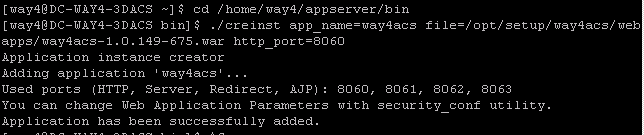 [way4@DC-WAY4-3DACS ~]$ cd /home/way4/appserver/bin
[way4@DC-WAY4-3DACS bin]$ ./creinst app_name=way4acs file=/opt/setup/way4acs/web
apps/way4acs-1.0.149-675.war http_port=8060
Application instance creator
Adding application 'way4acs'...
Used ports (HTTP, Server, Redirect, AJP): 8060, 8061, 8062, 8063
You can change Web Application Parameters with security_conf utility.
Application has been successfully added.